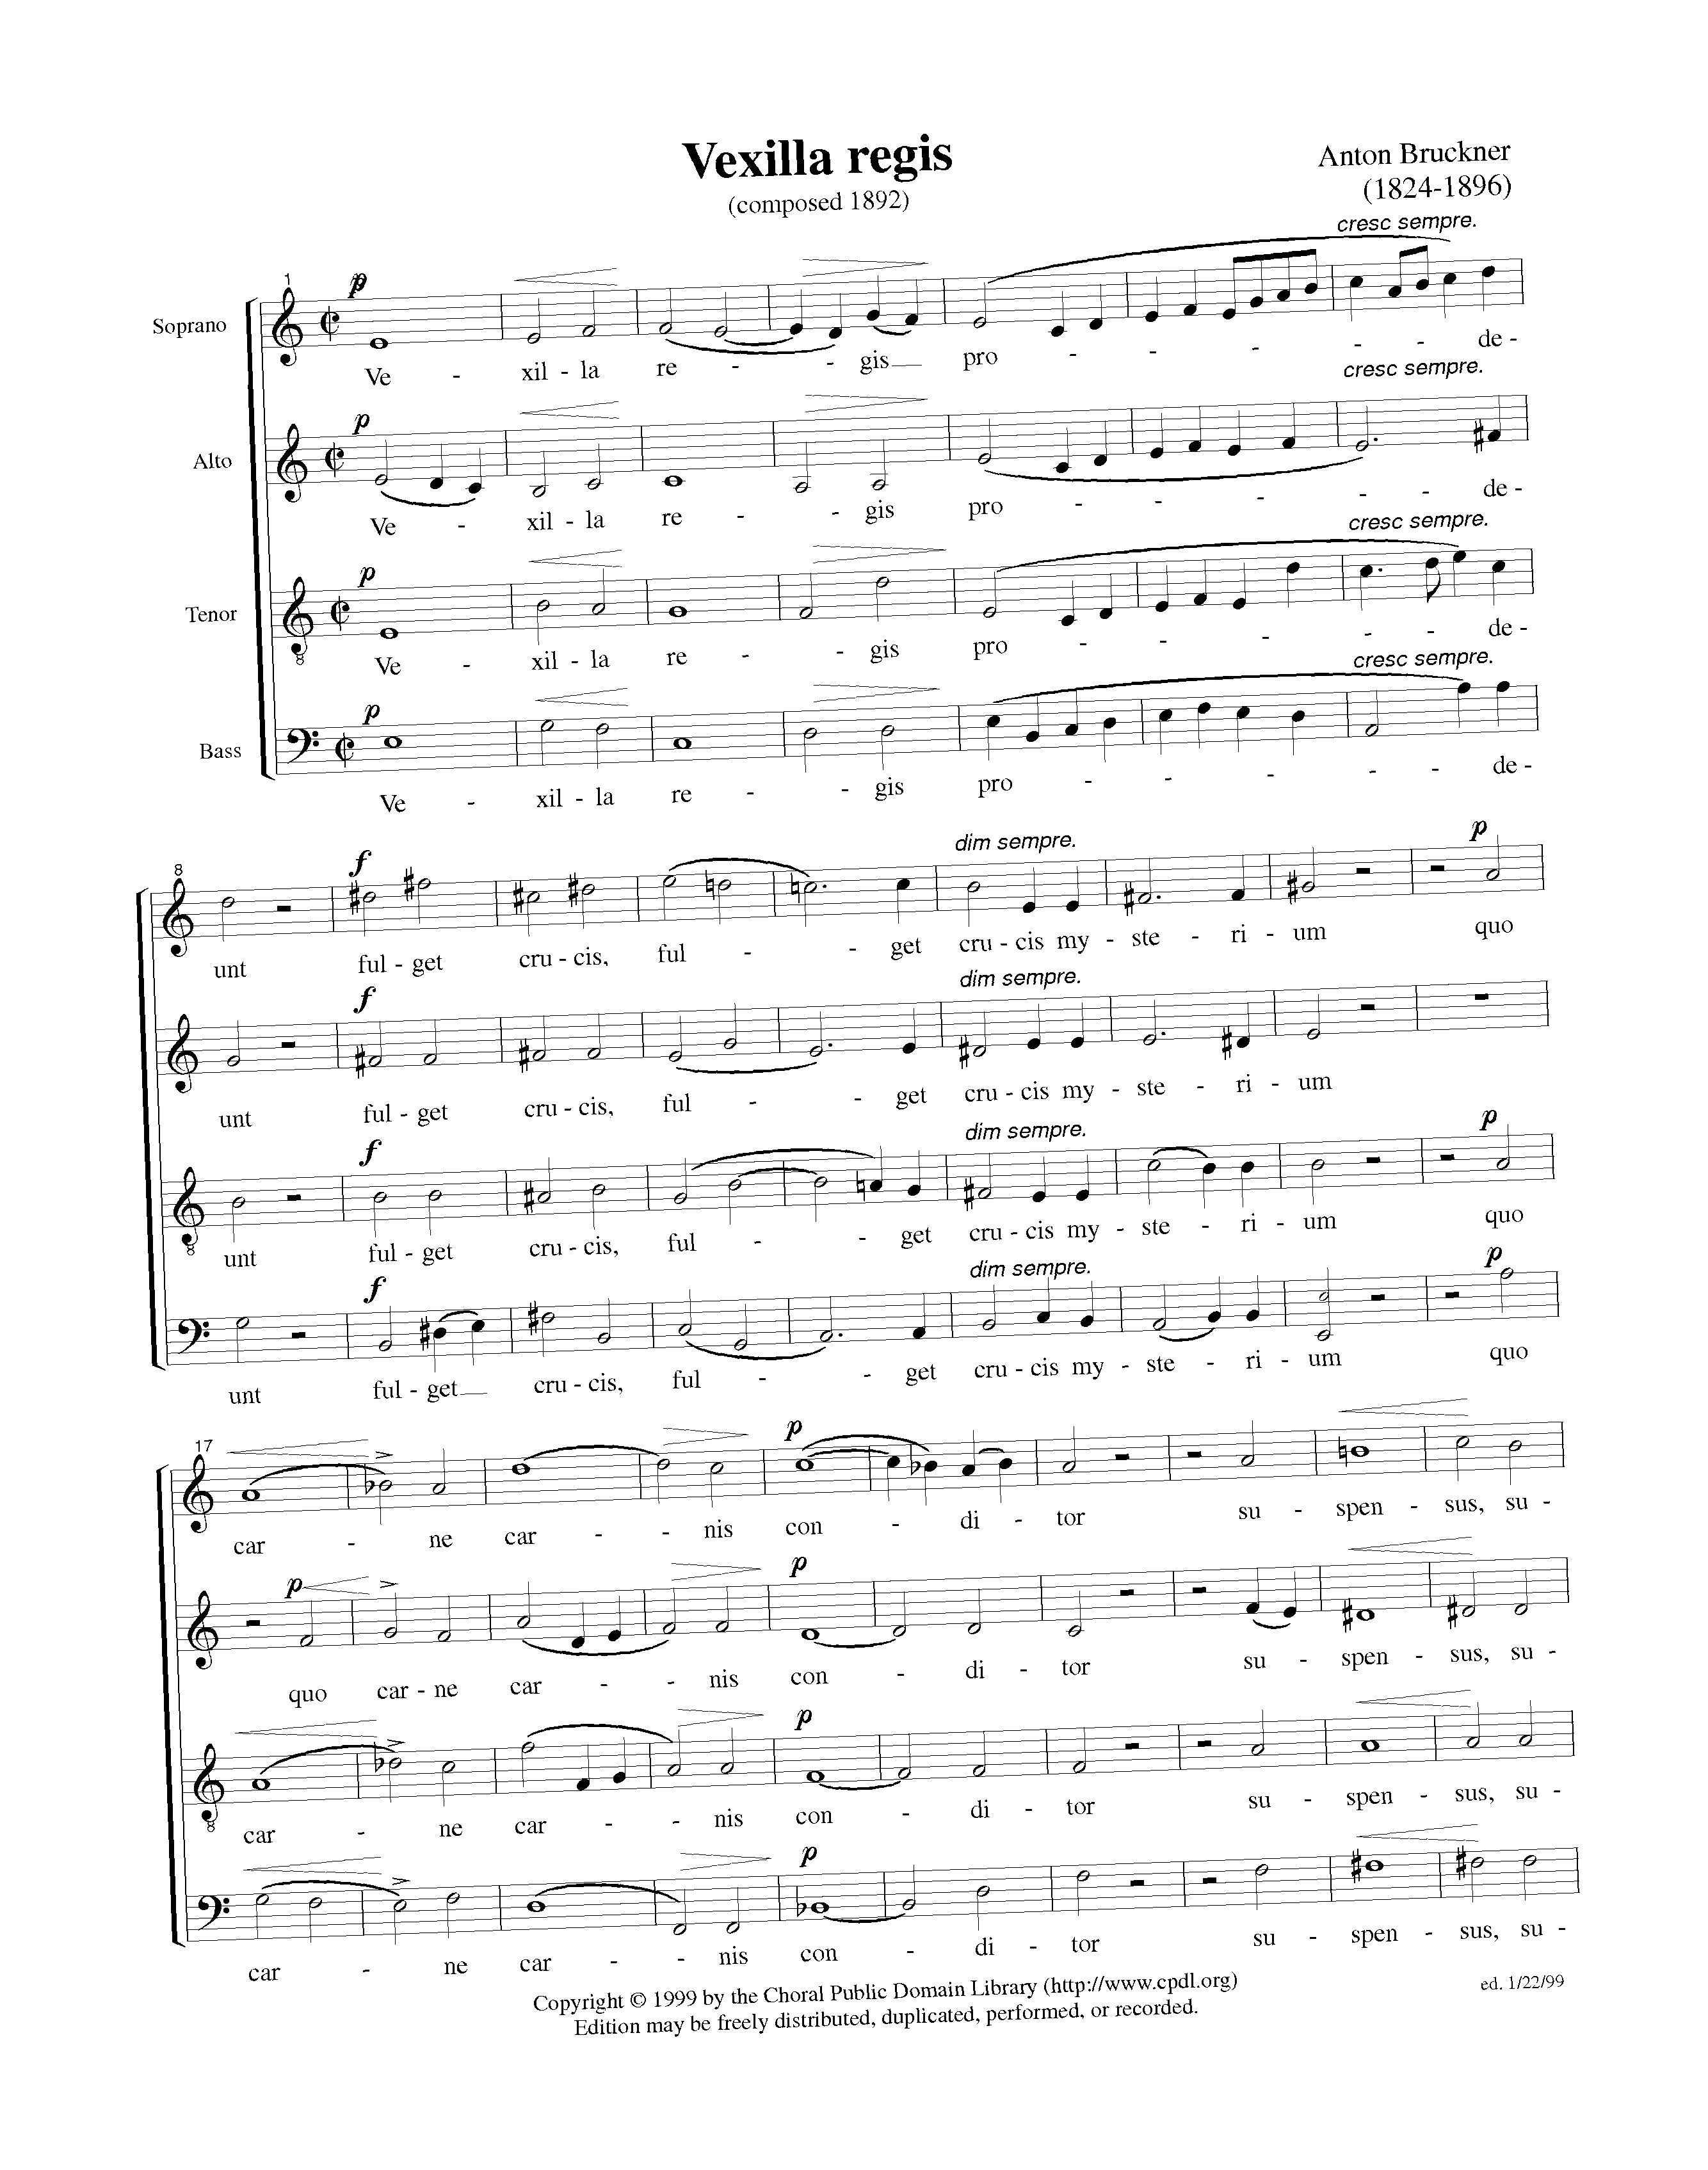 Vexilla regis
(composed 1892)
Anton Bruckner
(1824-1896)
cresc sempre.
p
1
Soprano
Ve - xil - la re - - gis pro - - - - - de -
cresc sempre.
p
Alto
Ve - xil - la re - - gis pro - - - - - de -
cresc sempre.
p
Tenor
8
Ve - xil - la re - - gis pro - - - - - de -
cresc sempre.
p
Bass
Ve - xil - la re - - gis pro - - - - - de -
8
f
dim sempre.
p
unt ful - get cru - cis, ful - - get cru - cis my - ste - ri - um quo
f
dim sempre.
unt ful - get cru - cis, ful - - get cru - cis my - ste - ri - um
f
dim sempre.
p
8
unt ful - get cru - cis, ful - - get cru - cis my - ste - ri - um quo
f
dim sempre.
p
unt ful - get cru - cis, ful - - get cru - cis my - ste - ri - um quo
17
p
car - ne car - - nis con - di - tor su - spen - sus, su -
p
p
quo car - ne car - - nis con - di - tor su - spen - sus, su -
p
8
car - ne car - - nis con - di - tor su - spen - sus, su -
p
car - ne car - - nis con - di - tor su - spen - sus, su -
Copyright © 1999 by the Choral Public Domain Library (http://www.cpdl.org)
Edition may be freely distributed, duplicated, performed, or recorded.
ed. 1/22/99